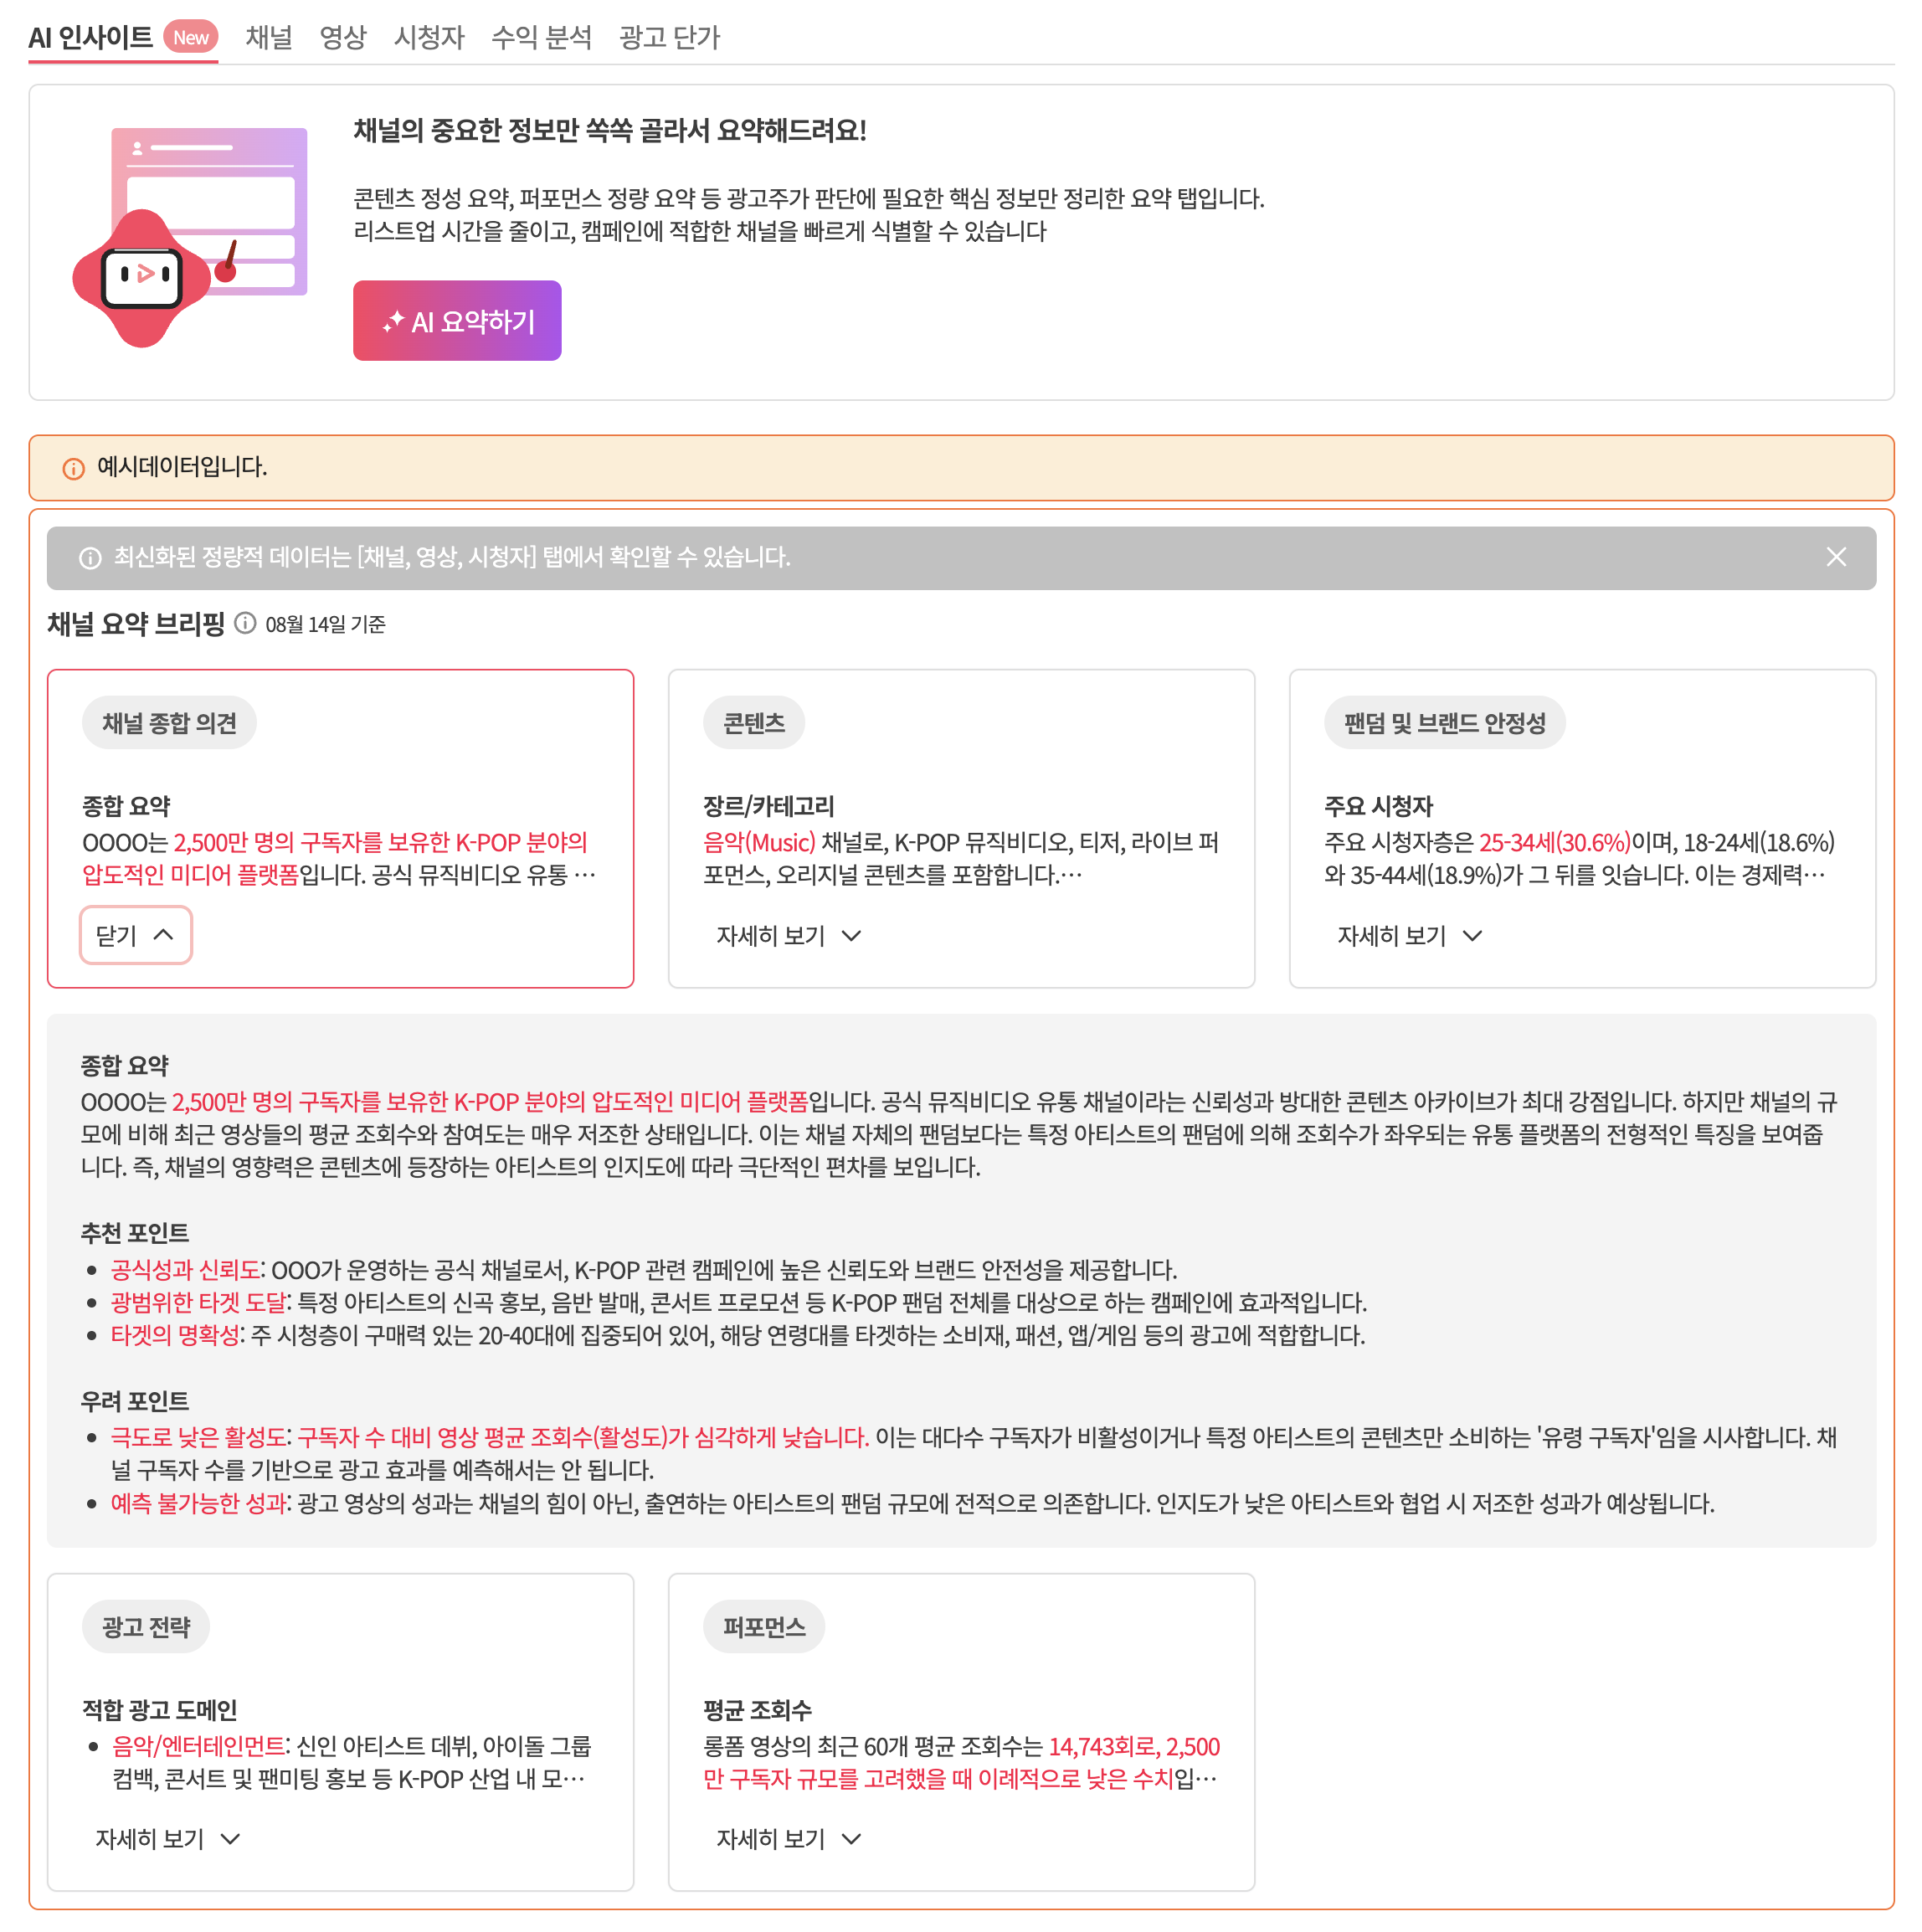 AI 인사이트 New 채널 영상 시청자 수익 분석 광고 단가
채널의 중요한 정보만 쏙쏙 골라서 요약해드려요!
콘텐츠 정성 요약, 퍼포먼스 정량 요약 등 광고주가 판단에 필요한 핵심 정보만 정리한 요약 탭입니다.
리스트업 시간을 줄이고, 캠페인에 적합한 채널을 빠르게 식별할 수 있습니다
AI 요약하기
예시데이터입니다.
최신화된 정량적 데이터는 [채널, 영상, 시청자] 탭에서 확인할 수 있습니다.
채널 요약 브리핑 08월 14일 기준
채널 종합 의견
종합 요약
OOOO는 2,500만 명의 구독자를 보유한 K-POP 분야의
압도적인 미디어 플랫폼입니다. 공식 뮤직비디오 유통 …
닫기
콘텐츠
장르/카테고리
음악(Music) 채널로, K-POP 뮤직비디오, 티저, 라이브 퍼
포먼스, 오리지널 콘텐츠를 포함합니다.…
자세히 보기
팬덤 및 브랜드 안정성
주요 시청자
주요 시청자층은 25-34세(30.6%)이며, 18-24세(18.6%)
와 35-44세(18.9%)가 그 뒤를 잇습니다. 이는 경제력…
자세히 보기
종합 요약
OOOO는 2,500만 명의 구독자를 보유한 K-POP 분야의 압도적인 미디어 플랫폼입니다. 공식 뮤직비디오 유통 채널이라는 신뢰성과 방대한 콘텐츠 아카이브가 최대 강점입니다. 하지만 채널의 규
모에 비해 최근 영상들의 평균 조회수와 참여도는 매우 저조한 상태입니다. 이는 채널 자체의 팬덤보다는 특정 아티스트의 팬덤에 의해 조회수가 좌우되는 유통 플랫폼의 전형적인 특징을 보여줍
니다. 즉, 채널의 영향력은 콘텐츠에 등장하는 아티스트의 인지도에 따라 극단적인 편차를 보입니다.
추천 포인트
• 공식성과 신뢰도: OOO가 운영하는 공식 채널로서, K-POP 관련 캠페인에 높은 신뢰도와 브랜드 안전성을 제공합니다.
• 광범위한 타겟 도달: 특정 아티스트의 신곡 홍보, 음반 발매, 콘서트 프로모션 등 K-POP 팬덤 전체를 대상으로 하는 캠페인에 효과적입니다.
• 타겟의 명확성: 주 시청층이 구매력 있는 20-40대에 집중되어 있어, 해당 연령대를 타겟하는 소비재, 패션, 앱/게임 등의 광고에 적합합니다.
우려 포인트
• 극도로 낮은 활성도: 구독자 수 대비 영상 평균 조회수(활성도)가 심각하게 낮습니다. 이는 대다수 구독자가 비활성이거나 특정 아티스트의 콘텐츠만 소비하는 '유령 구독자'임을 시사합니다. 채
널 구독자 수를 기반으로 광고 효과를 예측해서는 안 됩니다.
• 예측 불가능한 성과: 광고 영상의 성과는 채널의 힘이 아닌, 출연하는 아티스트의 팬덤 규모에 전적으로 의존합니다. 인지도가 낮은 아티스트와 협업 시 저조한 성과가 예상됩니다.
광고 전략
적합 광고 도메인
• 음악/엔터테인먼트: 신인 아티스트 데뷔, 아이돌 그룹
컴백, 콘서트 및 팬미팅 홍보 등 K-POP 산업 내 모…
자세히 보기
퍼포먼스
평균 조회수
롱폼 영상의 최근 60개 평균 조회수는 14,743회로, 2,500
만 구독자 규모를 고려했을 때 이례적으로 낮은 수치입…
자세히 보기